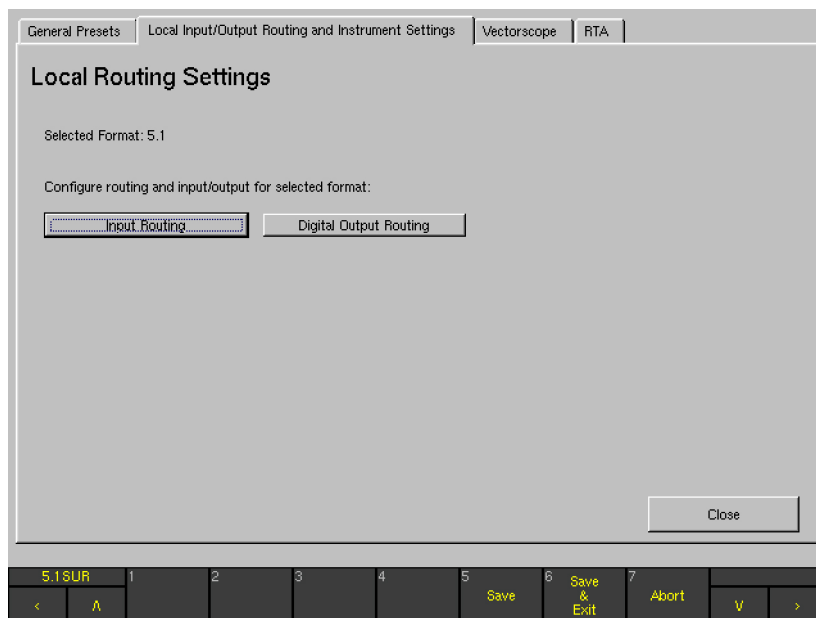 General Presets Local Input/Output Routing and Instrument Settings Vectorscope RTA
Local Routing Settings
Selected Format: 5.1
Configure routing and input/output for selected format:
Input Routing Digital Output Routing
Close
5.1SUR 1 2 3 4 5 6 7
Save Save & Exit Abort
< Λ V >